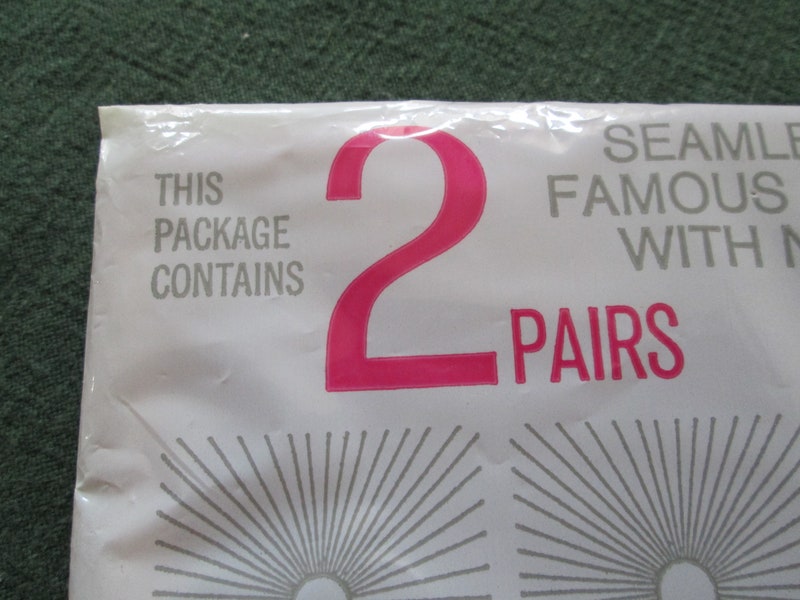 THIS
PACKAGE
CONTAINS
2
PAIRS
FAMOUS
WITH